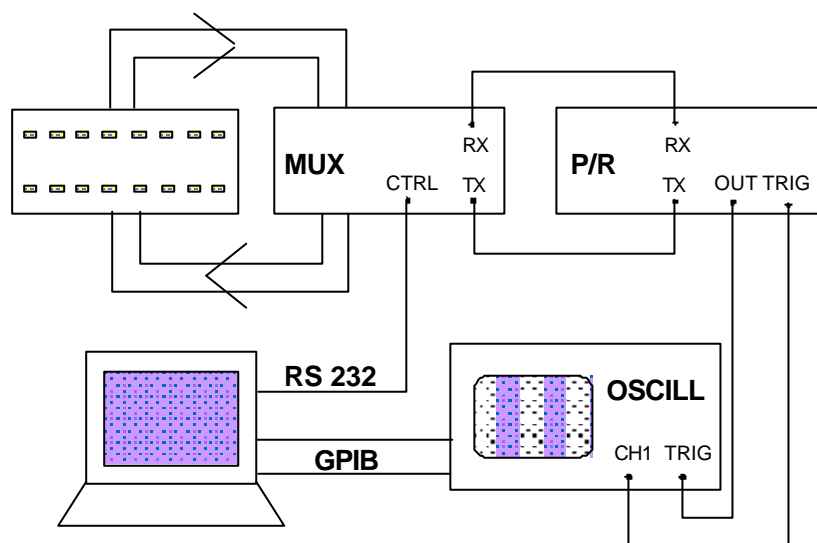 RX
RX
MUX
P/R
CTRL
TX
TX
OUT
TRIG
RS 232
OSCILL
CH1
TRIG
GPIB